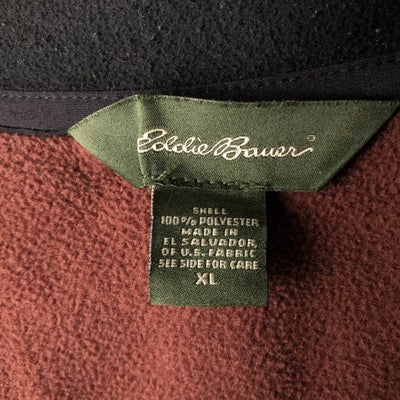 Eddie Bauer®
SHELL
100% POLYESTER
MADE IN
EL SALVADOR,
OF U.S. FABRIC
SEE SIDE FOR CARE
XL